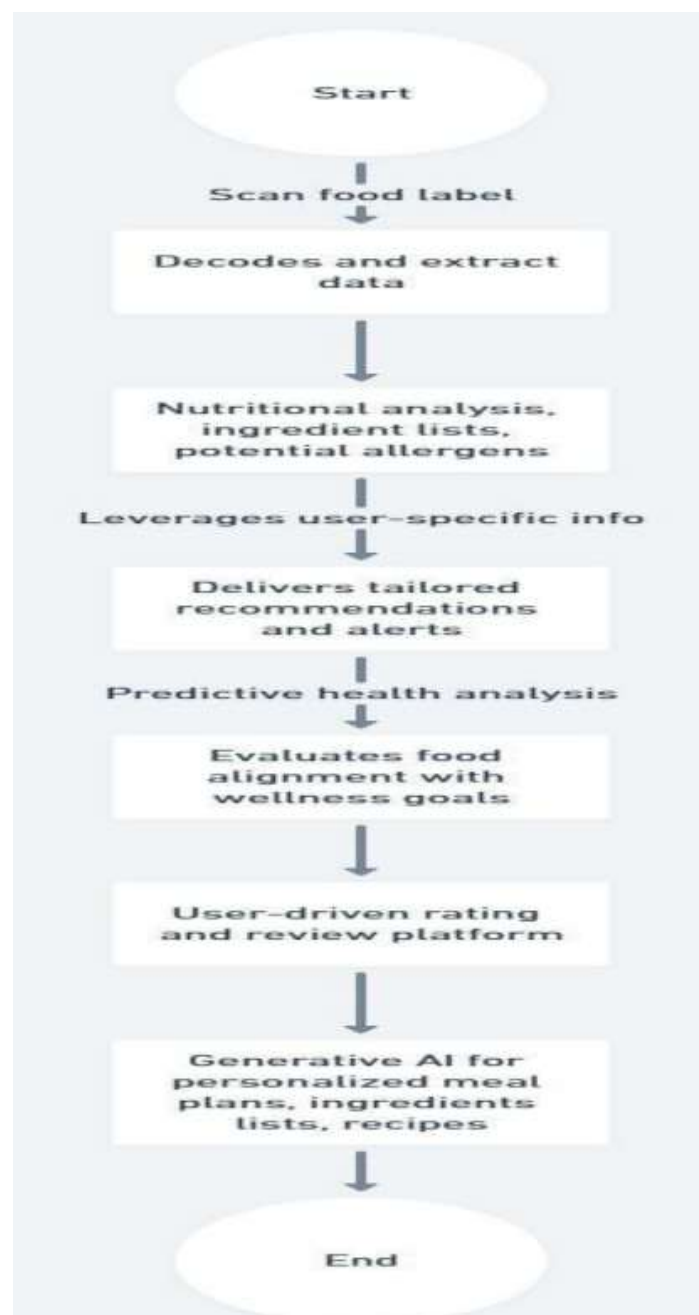 Start
Scan food label
Decodes and extract
data
Nutritional analysis,
ingredient lists,
potential allergens
Leverages user-specific info
Delivers tailored
recommendations
and alerts
Predictive health analysis
Evaluates food
alignment with
wellness goals
User-driven rating
and review platform
Generative AI for
personalized meal
plans, ingredients
lists, recipes
End